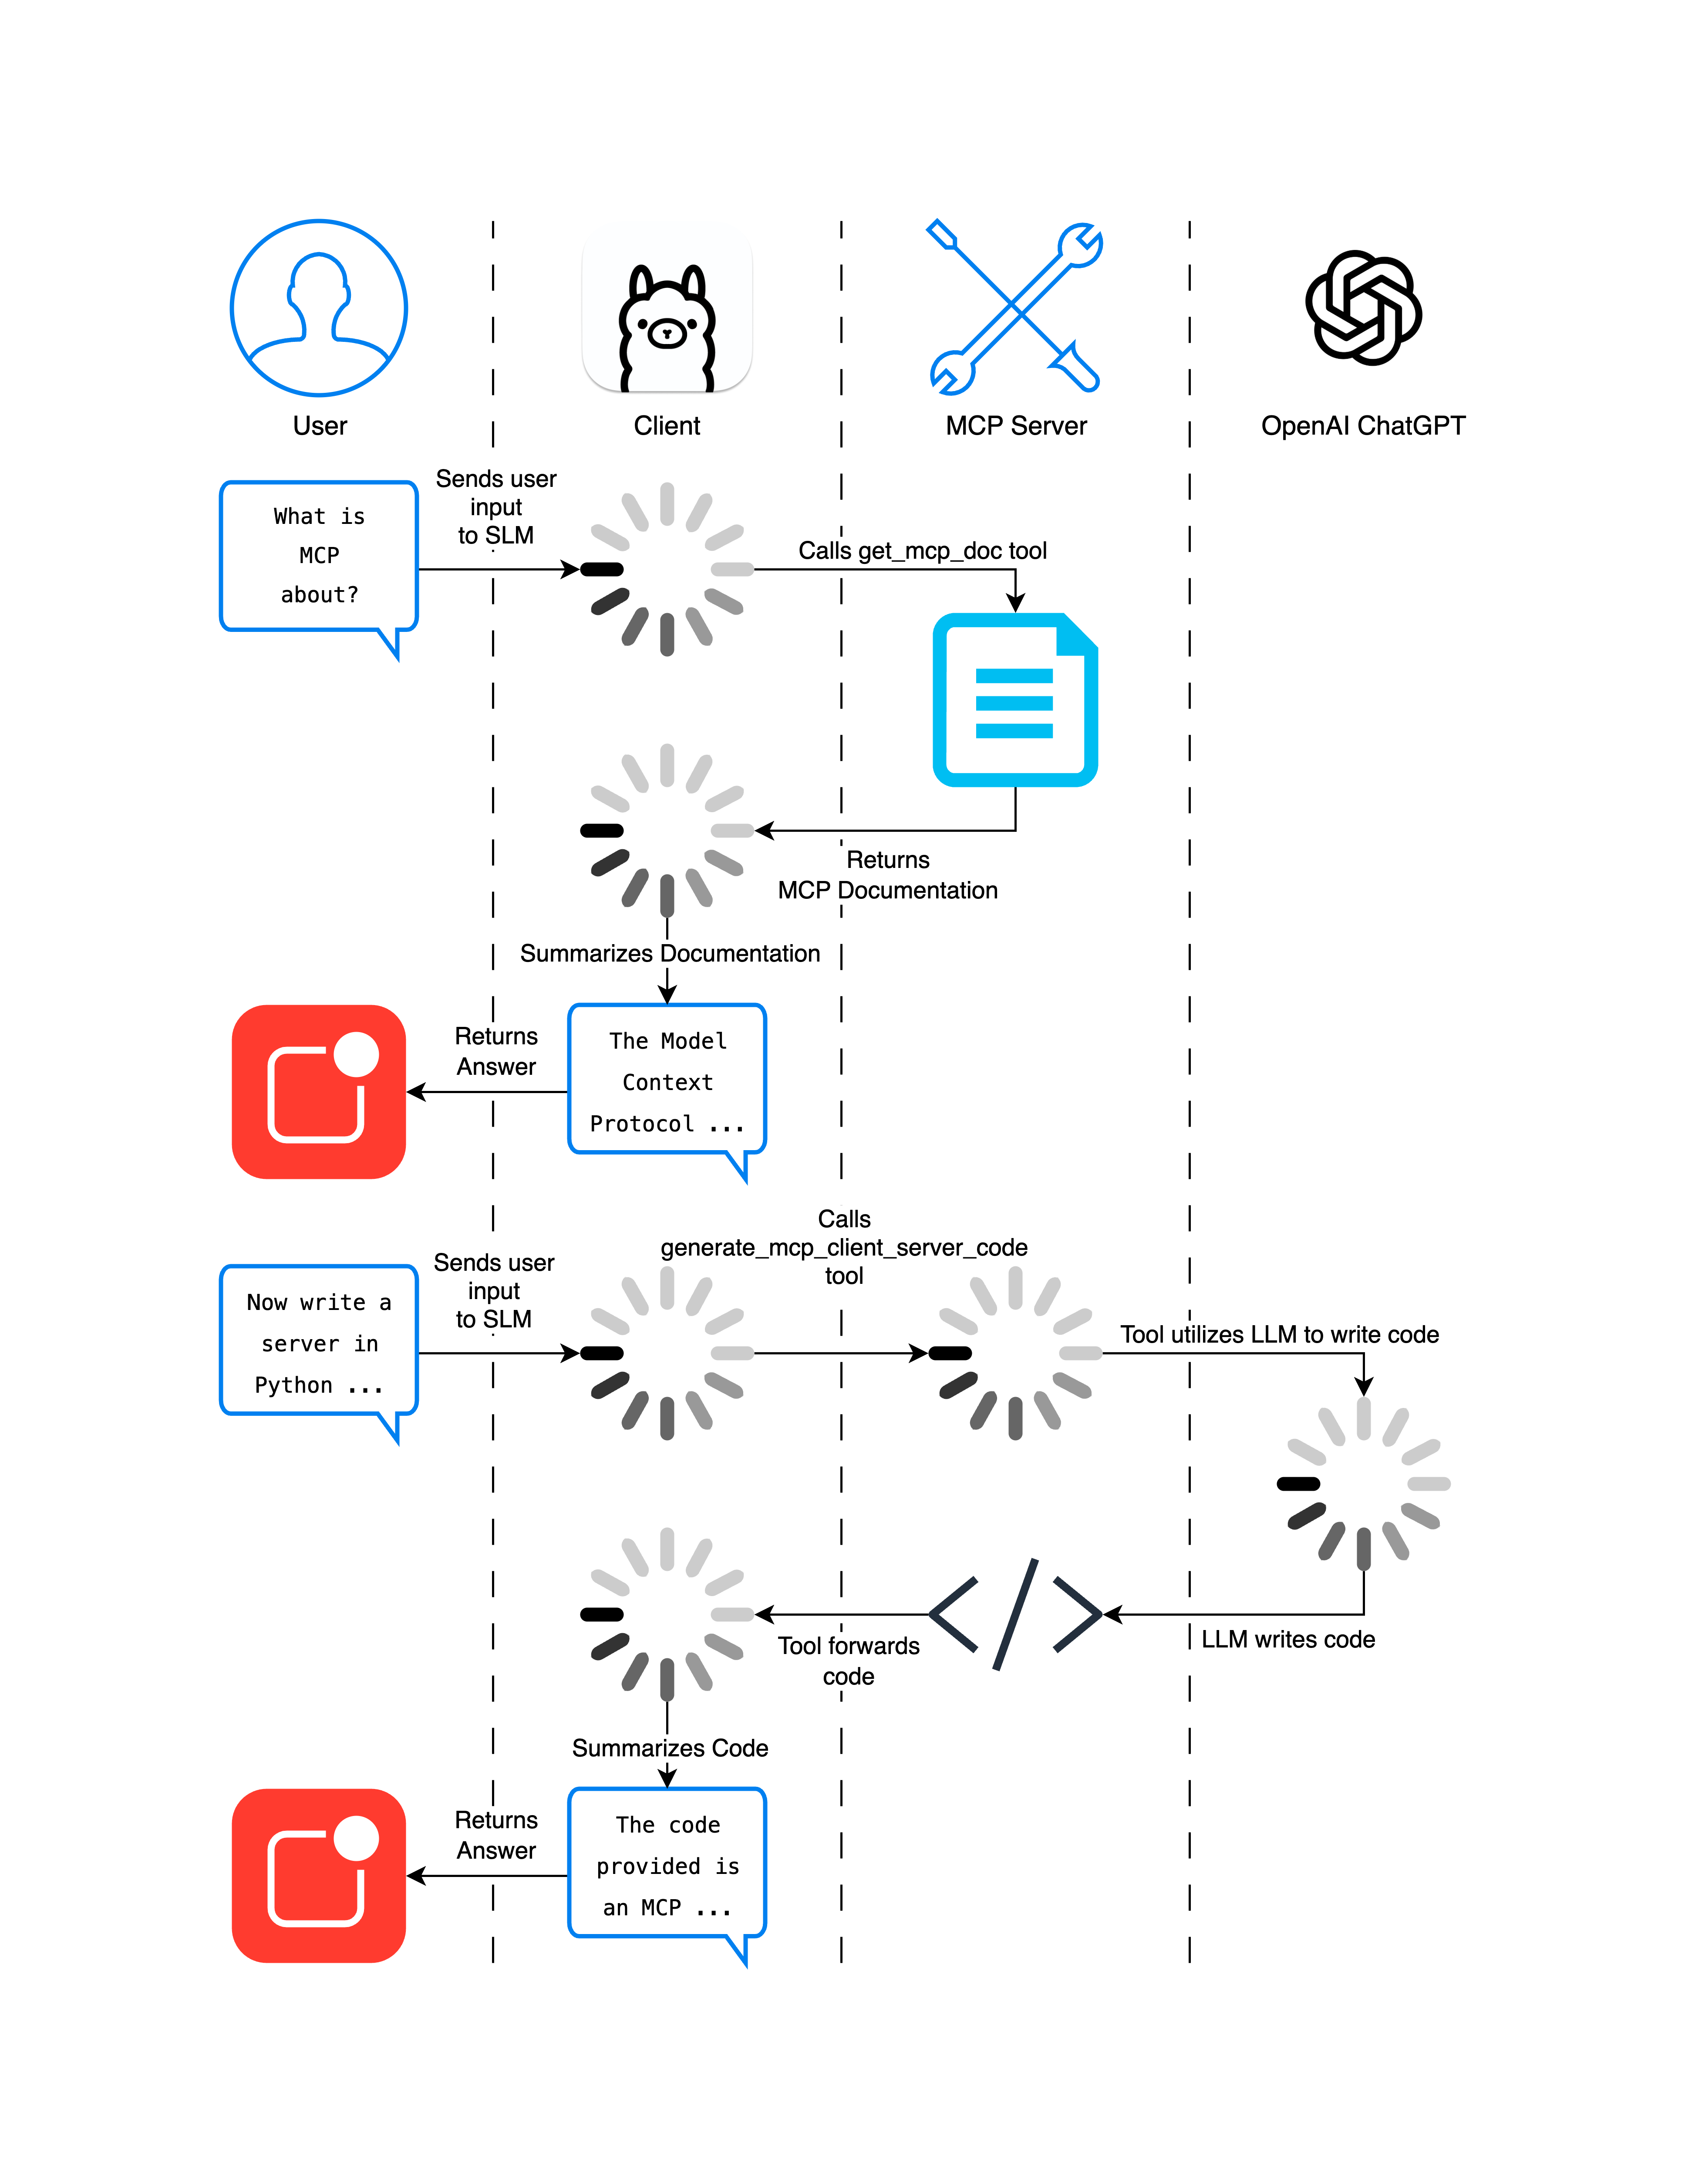 User
Client
MCP Server
OpenAI ChatGPT
What is
MCP
about?
Sends user
input
to SLM
Calls get_mcp_doc tool
Returns
MCP Documentation
Summarizes Documentation
The Model
Context
Protocol ...
Returns
Answer
Now write a
server in
Python ...
Sends user
input
to SLM
Calls
generate_mcp_client_server_code
tool
Tool utilizes LLM to write code
LLM writes code
Tool forwards
code
Summarizes Code
The code
provided is
an MCP ...
Returns
Answer